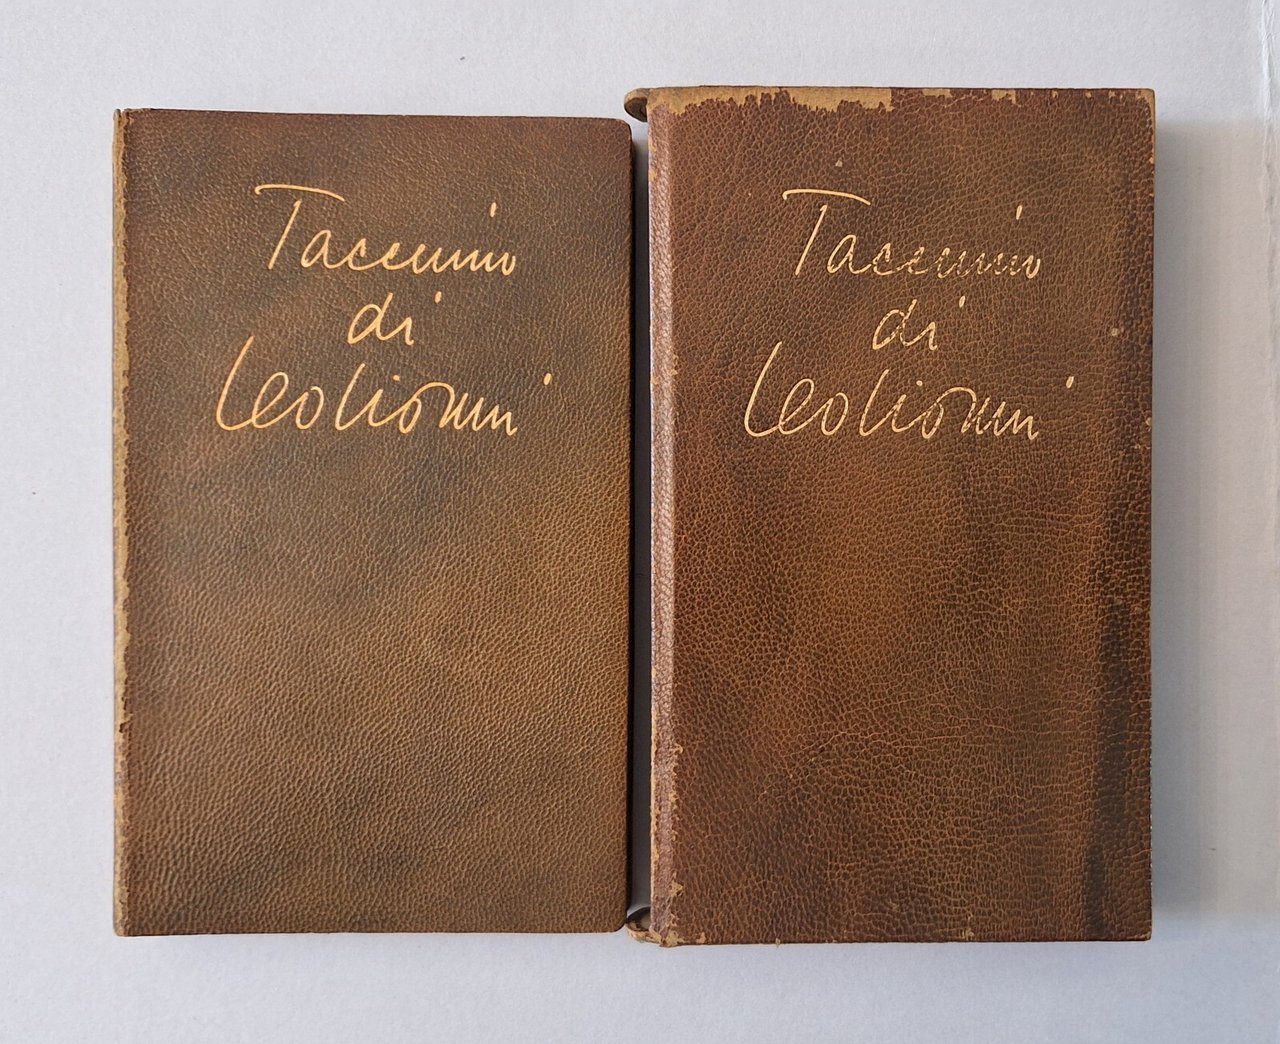 Taccuino
di
Leo Lionni
Taccuino
di
Leo Lionni